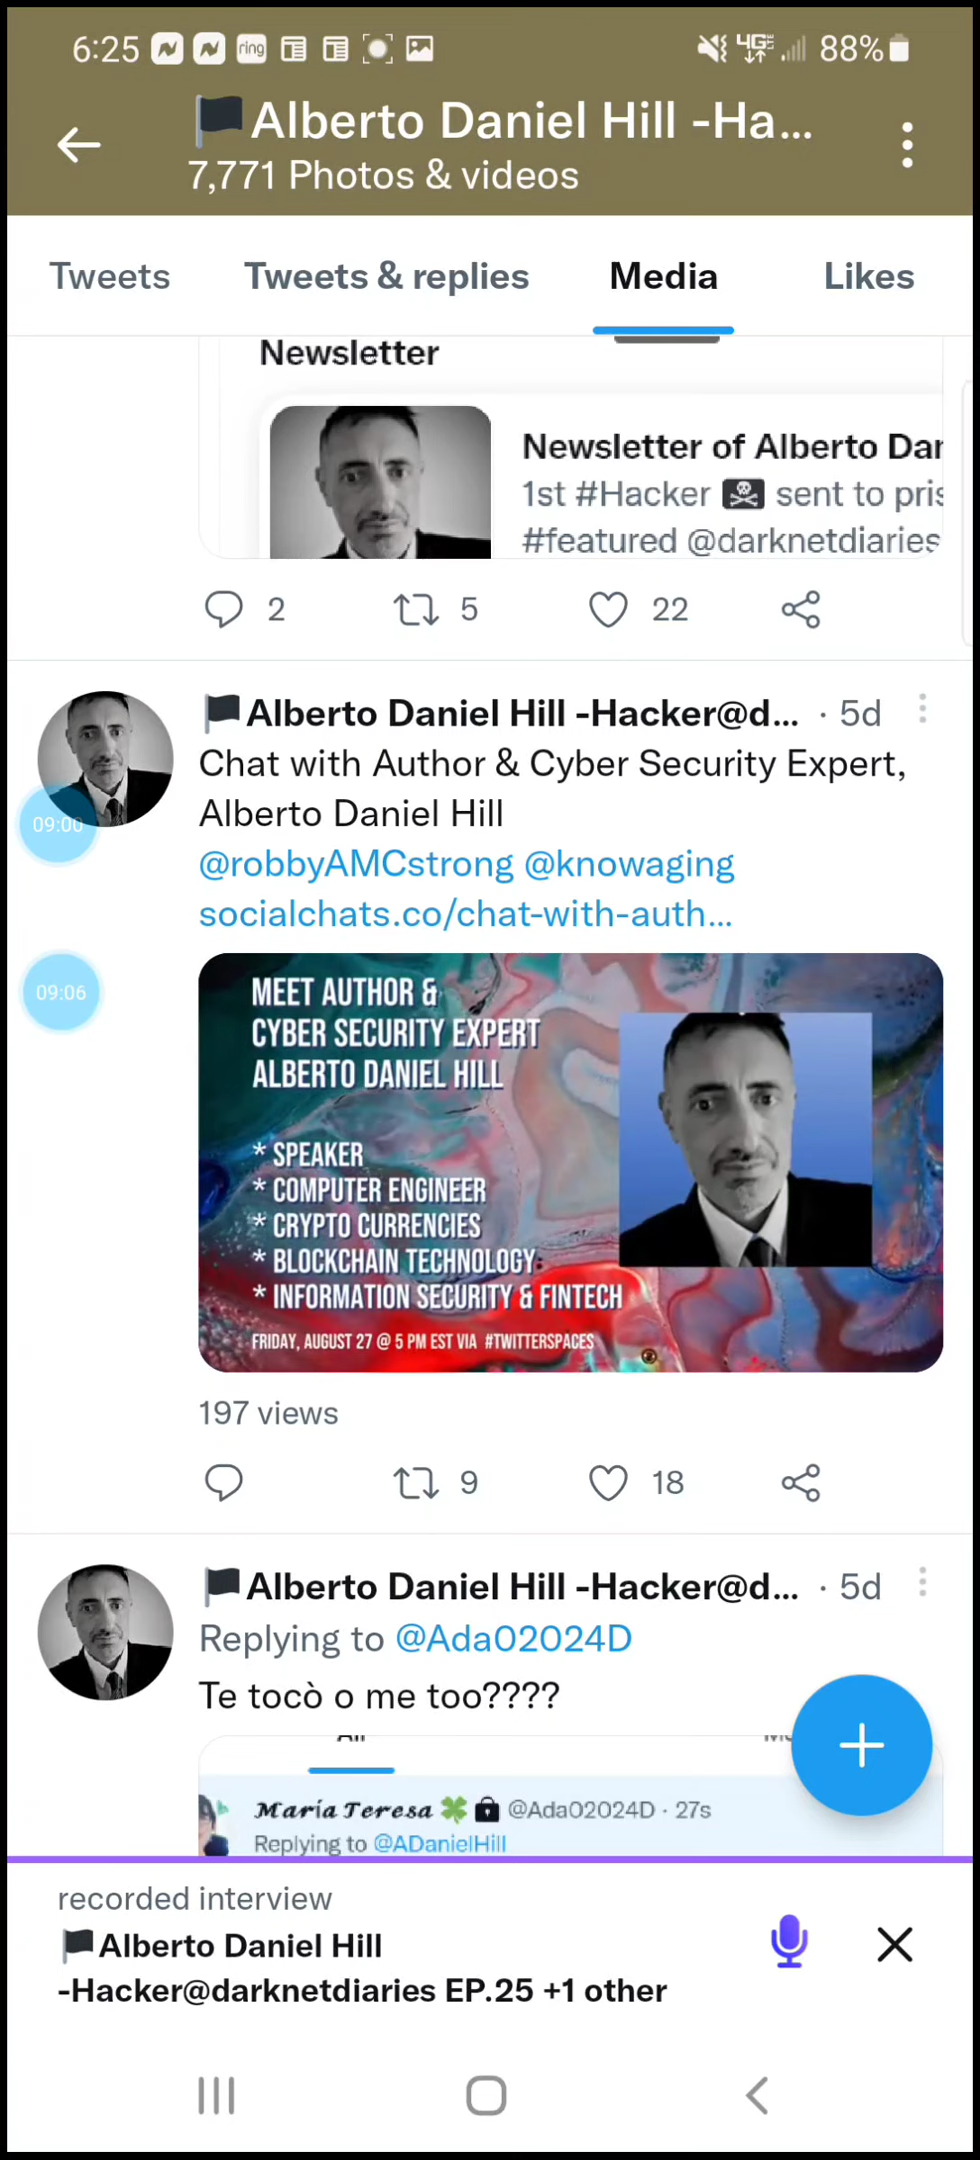 6:25 ring 4G LTE 88%
Alberto Daniel Hill -Ha...
7,771 Photos & videos
Tweets Tweets & replies Media Likes
Newsletter
Newsletter of Alberto Dan
1st #Hacker ☠ sent to pris
#featured @darknetdiaries
2 5 22
Alberto Daniel Hill -Hacker@d... · 5d
Chat with Author & Cyber Security Expert,
Alberto Daniel Hill
@robbyAMCstrong @knowaging
socialchats.co/chat-with-auth...
09:00
09:06
MEET AUTHOR &
CYBER SECURITY EXPERT
ALBERTO DANIEL HILL
* SPEAKER
* COMPUTER ENGINEER
* CRYPTO CURRENCIES
* BLOCKCHAIN TECHNOLOGY
* INFORMATION SECURITY & FINTECH
FRIDAY, AUGUST 27 @ 5 PM EST VIA #TWITTERSPACES
197 views
9 18
Alberto Daniel Hill -Hacker@d... · 5d
Replying to @Ada02024D
Te tocò o me too????
All
María Teresa 🍀 @Ada02024D · 27s
Replying to @ADanielHill
recorded interview
Alberto Daniel Hill
-Hacker@darknetdiaries EP.25 +1 other